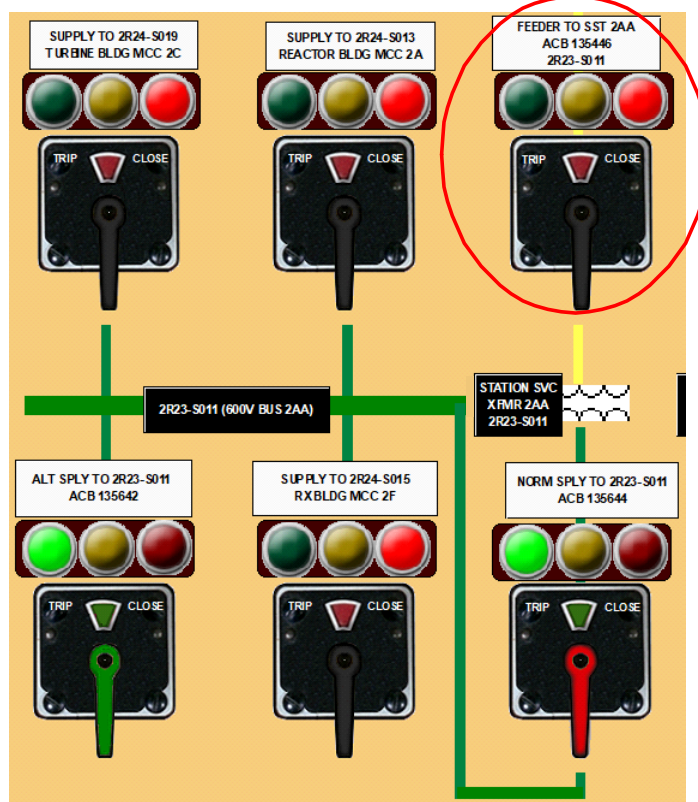 SUPPLY TO 2R24-S019
TURBINE BLDG MCC 2C
SUPPLY TO 2R24-S013
REACTOR BLDG MCC 2A
FEEDER TO SST 2AA
ACB 135446
2R23-S011
TRIP CLOSE
TRIP CLOSE
TRIP CLOSE
2R23-S011 (600V BUS 2AA)
STATION SVC
XFMR 2AA
2R23-S011
ALT SPLY TO 2R23-S011
ACB 135642
SUPPLY TO 2R24-S015
RX BLDG MCC 2F
NORM SPLY TO 2R23-S011
ACB 135644
TRIP CLOSE
TRIP CLOSE
TRIP CLOSE